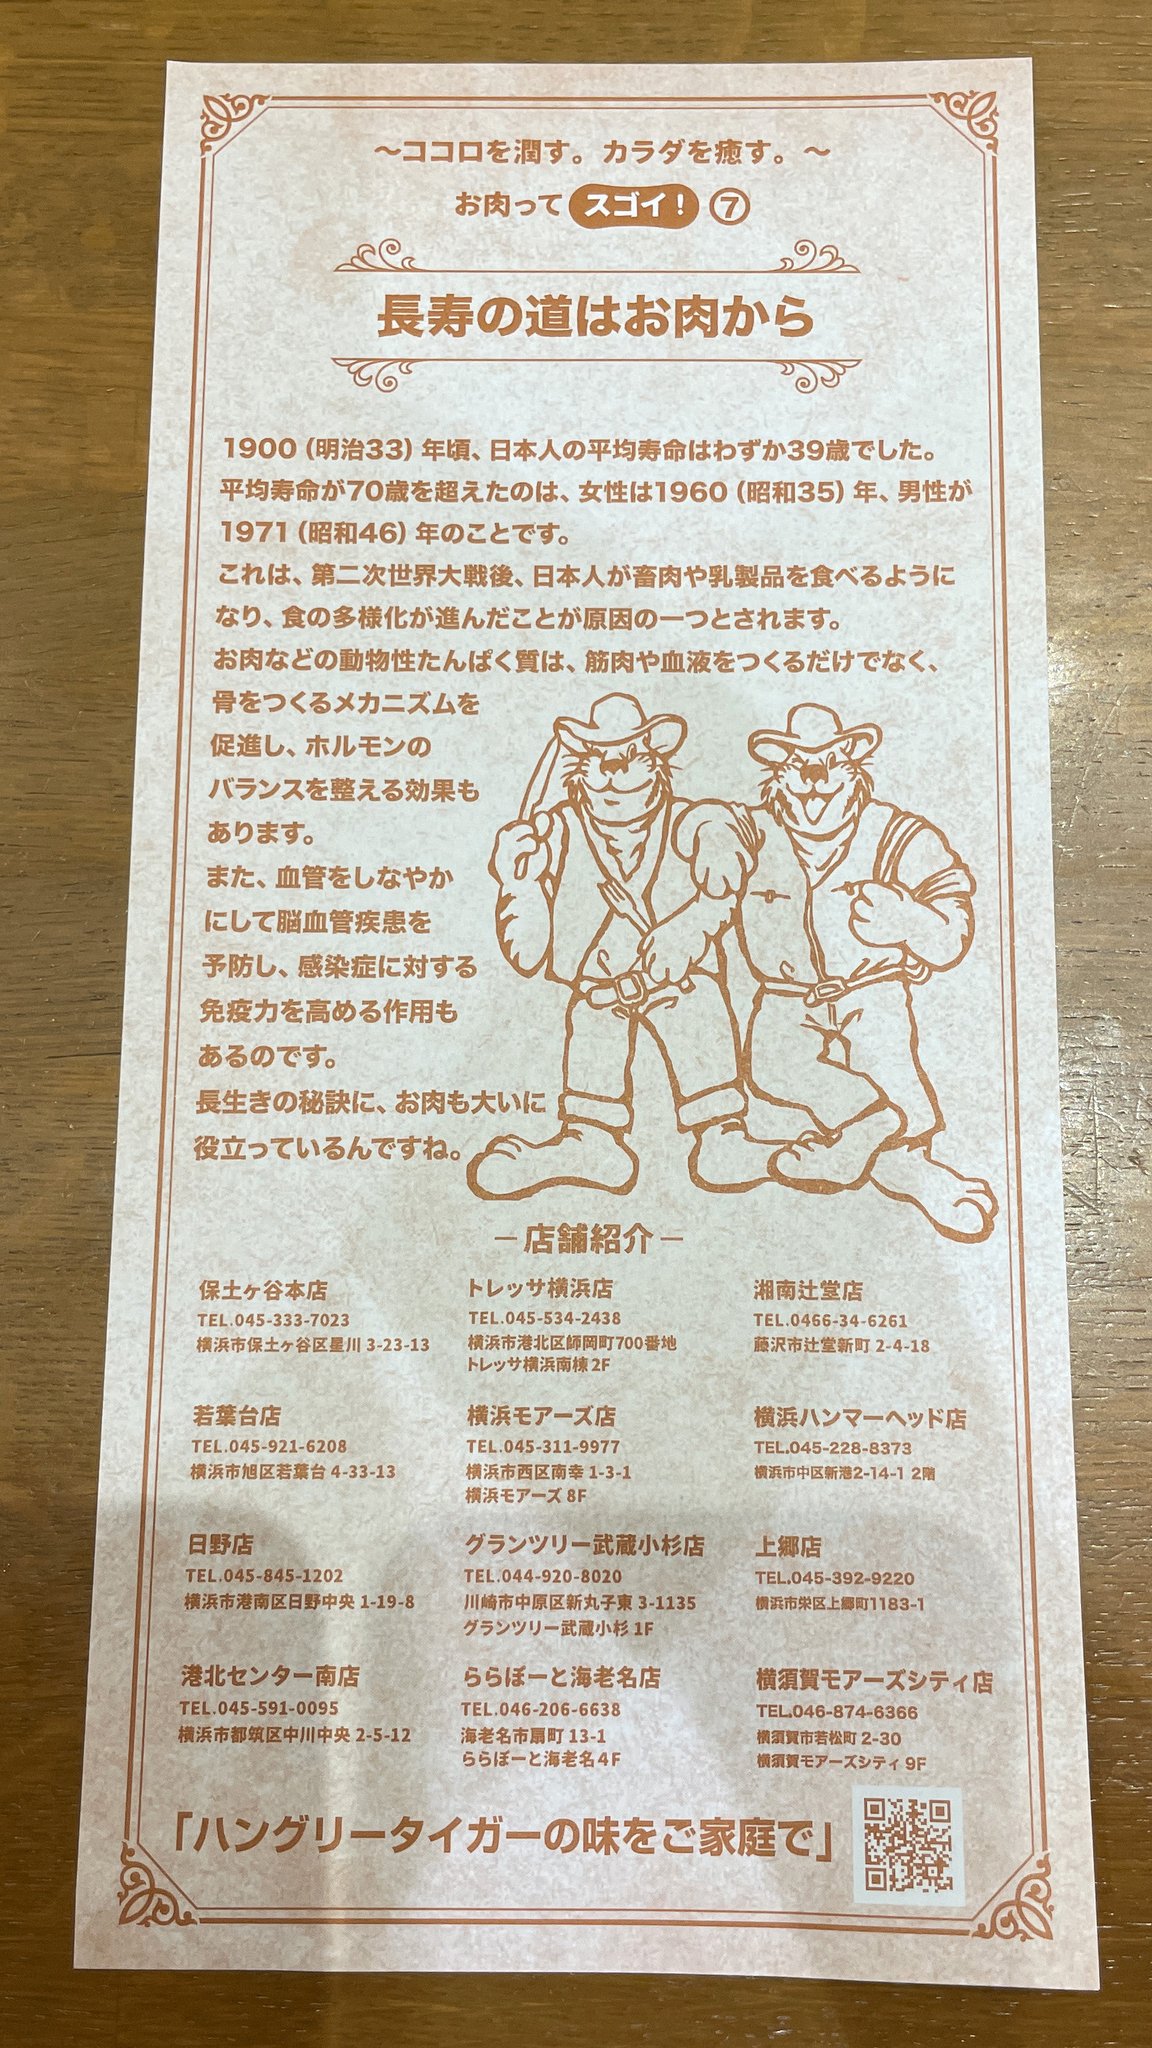 ～ココロを潤す。カラダを癒す。～
お肉って スゴイ！ ⑦
長寿の道はお肉から
1900（明治33）年頃、日本人の平均寿命はわずか39歳でした。
平均寿命が70歳を超えたのは、女性は1960（昭和35）年、男性が
1971（昭和46）年のことです。
これは、第二次世界大戦後、日本人が畜肉や乳製品を食べるように
なり、食の多様化が進んだことが原因の一つとされます。
お肉などの動物性たんぱく質は、筋肉や血液をつくるだけでなく、
骨をつくるメカニズムを
促進し、ホルモンの
バランスを整える効果も
あります。
また、血管をしなやか
にして脳血管疾患を
予防し、感染症に対する
免疫力を高める作用も
あるのです。
長生きの秘訣に、お肉も大いに
役立っているんですね。
－店舗紹介－
保土ヶ谷本店
TEL.045-333-7023
横浜市保土ヶ谷区星川 3-23-13
トレッサ横浜店
TEL.045-534-2438
横浜市港北区師岡町700番地
トレッサ横浜南棟 2F
湘南辻堂店
TEL.0466-34-6261
藤沢市辻堂新町 2-4-18
若葉台店
TEL.045-921-6208
横浜市旭区若葉台 4-33-13
横浜モアーズ店
TEL.045-311-9977
横浜市西区南幸 1-3-1
横浜モアーズ 8F
横浜ハンマーヘッド店
TEL.045-228-8373
横浜市中区新港2-14-1 2階
日野店
TEL.045-845-1202
横浜市港南区日野中央 1-19-8
グランツリー武蔵小杉店
TEL.044-920-8020
川崎市中原区新丸子東 3-1135
グランツリー武蔵小杉 1F
上郷店
TEL.045-392-9220
横浜市栄区上郷町1183-1
港北センター南店
TEL.045-591-0095
横浜市都筑区中川中央 2-5-12
ららぽーと海老名店
TEL.046-206-6638
海老名市扇町 13-1
ららぽーと海老名 4F
横須賀モアーズシティ店
TEL.046-874-6366
横須賀市若松町 2-30
横須賀モアーズシティ 9F
「ハングリータイガーの味をご家庭で」